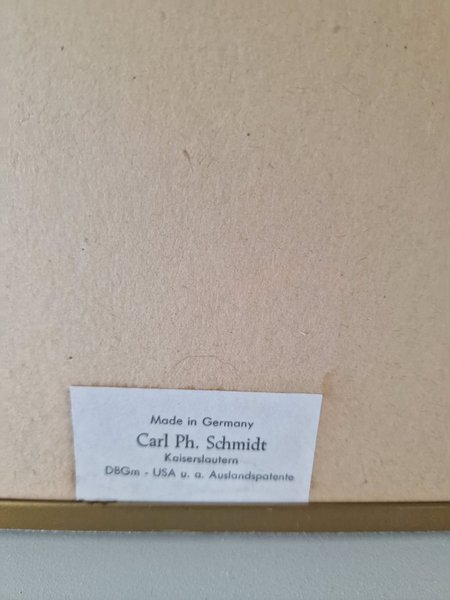 Made in Germany
Carl Ph. Schmidt
Kaiserslautern
DBGm - USA u. a. Auslandspatente